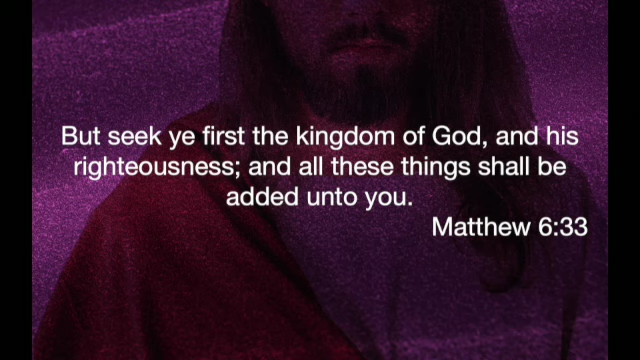 But seek ye first the kingdom of God, and his
righteousness; and all these things shall be
added unto you.
Matthew 6:33